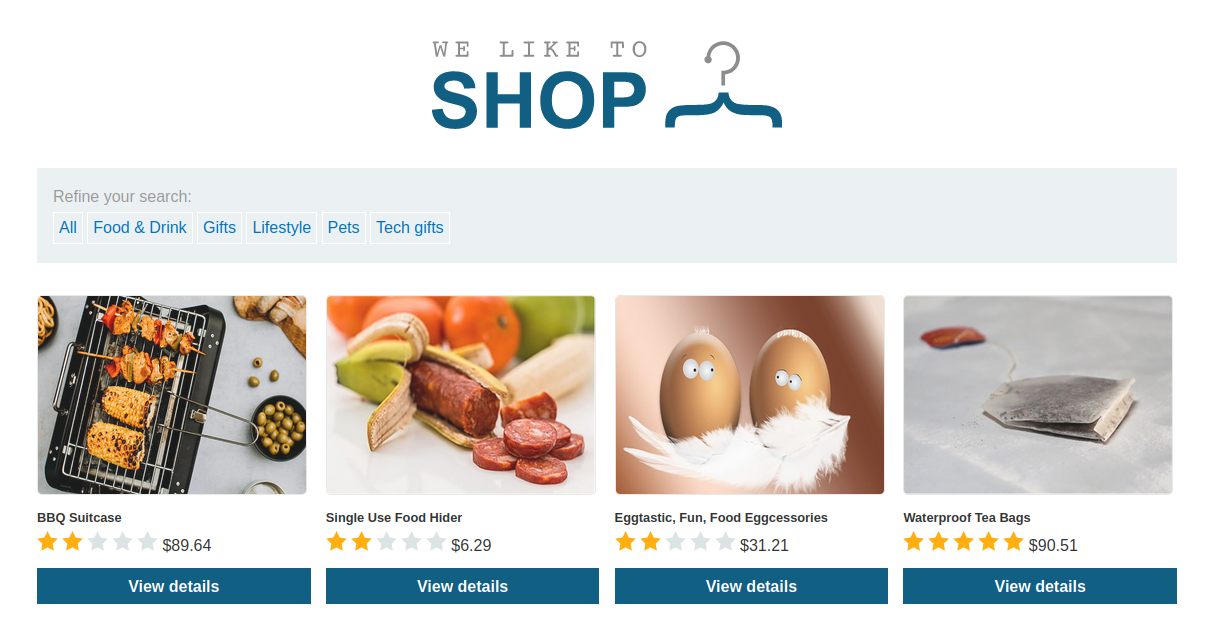 WE LIKE TO
SHOP
Refine your search:
All Food & Drink Gifts Lifestyle Pets Tech gifts
BBQ Suitcase
$89.64
View details
Single Use Food Hider
$6.29
View details
Eggtastic, Fun, Food Eggcessories
$31.21
View details
Waterproof Tea Bags
$90.51
View details